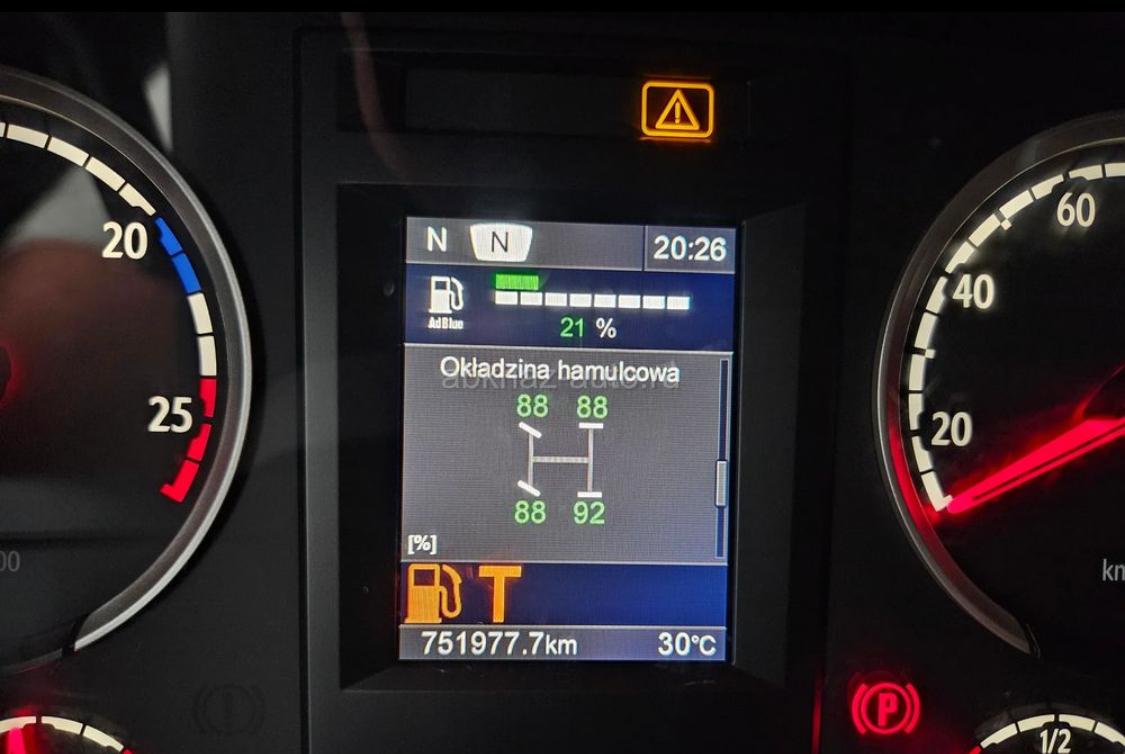 N N 20:26
AdBlue
21 %
Okładzina hamulcowa
abkhaz-auto.ru
88 88
88 92
[%]
T
751977.7km 30°C
20
25
60
40
20
km
P
1/2